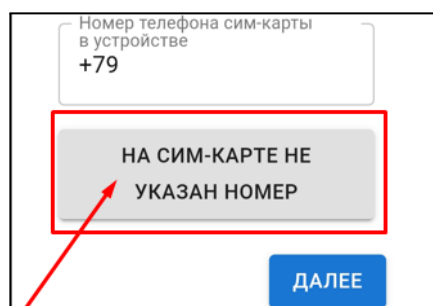 Номер телефона сим-карты
в устройстве
+79
НА СИМ-КАРТЕ НЕ
УКАЗАН НОМЕР
ДАЛЕЕ